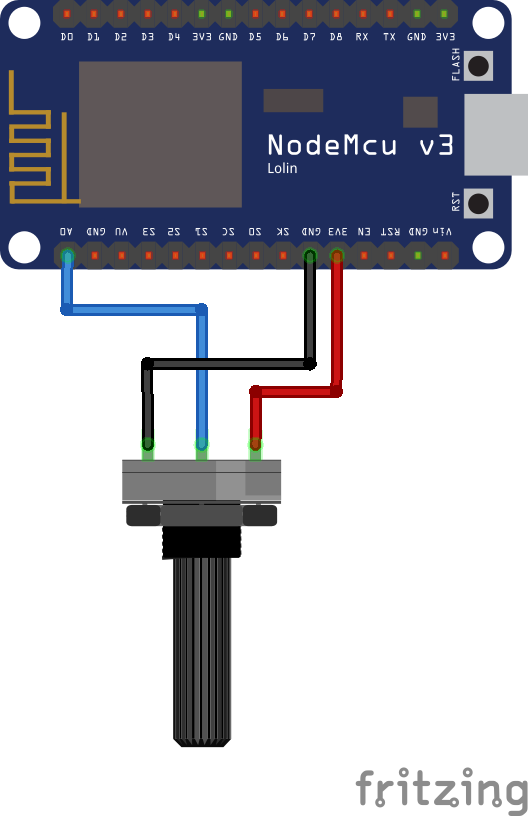 D0 D1 D2 D3 D4 3V3 GND D5 D6 D7 D8 RX TX GND 3V3
FLASH
NodeMcu v3
Lolin
RST
A0 GND VU S3 S2 S1 SC SO SK GND 3V3 EN RST GND Vin
fritzing